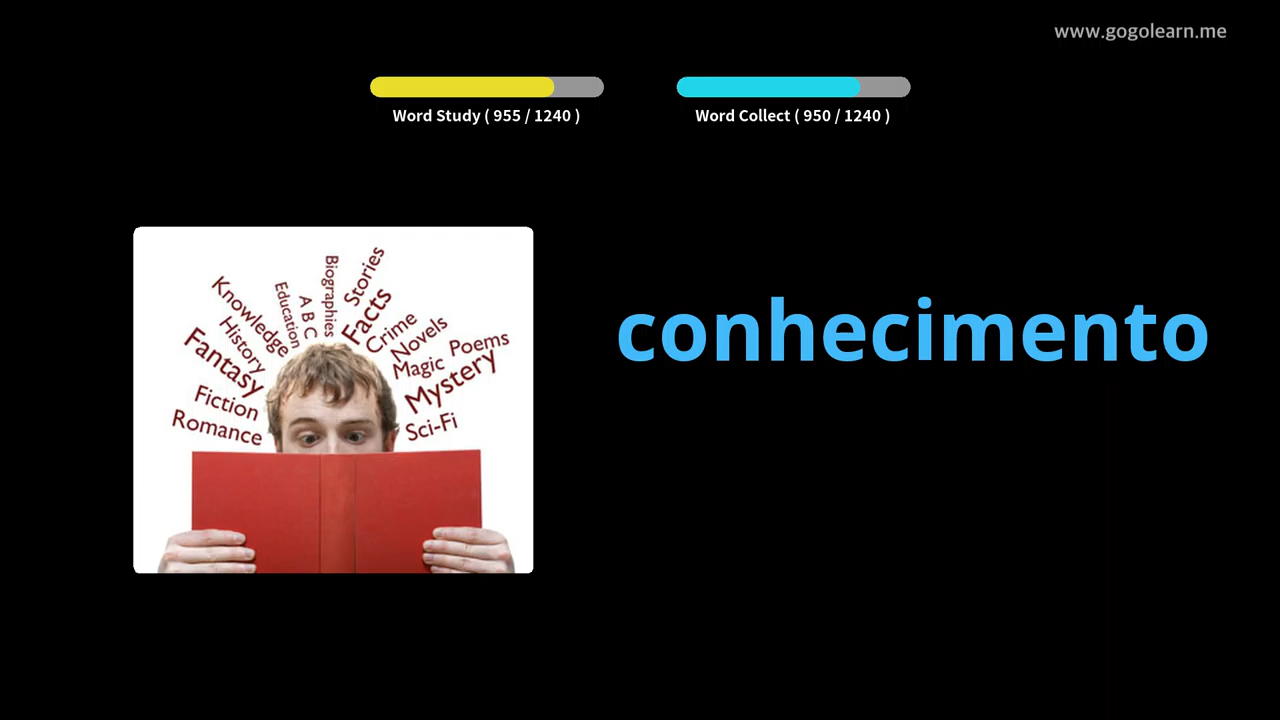 www.gogolearn.me
Word Study ( 955 / 1240 )
Word Collect ( 950 / 1240 )
conhecimento
Knowledge
History
Fantasy
Fiction
Romance
Education
A B C
Biographies
Stories
Facts
Crime
Novels
Magic
Poems
Mystery
Sci-Fi